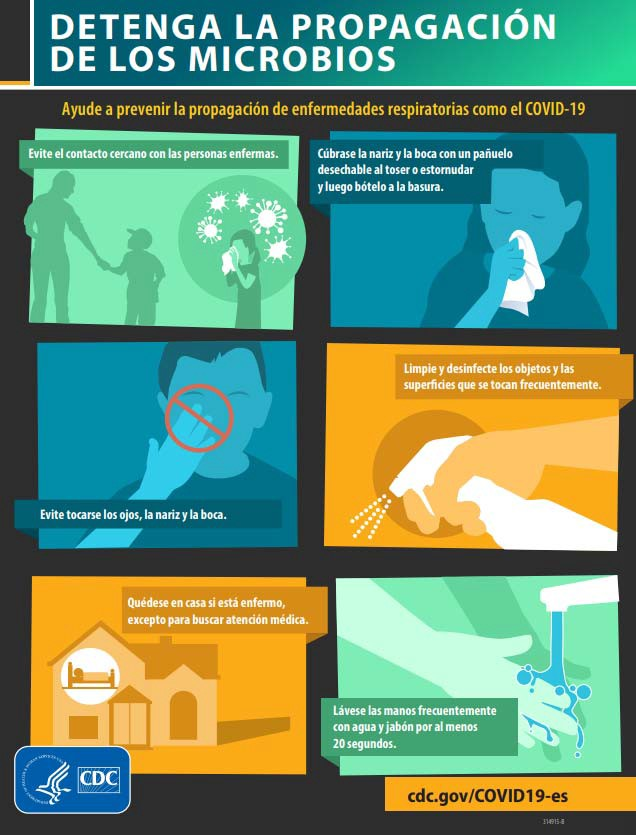 DETENGA LA PROPAGACIÓN
DE LOS MICROBIOS
Ayude a prevenir la propagación de enfermedades respiratorias como el COVID-19
Evite el contacto cercano con las personas enfermas.
Cúbrase la nariz y la boca con un pañuelo
desechable al toser o estornudar
y luego bótelo a la basura.
Evite tocarse los ojos, la nariz y la boca.
Limpie y desinfecte los objetos y las
superficies que se tocan frecuentemente.
Quédese en casa si está enfermo,
excepto para buscar atención médica.
Lávese las manos frecuentemente
con agua y jabón por al menos
20 segundos.
CDC
cdc.gov/COVID19-es
314915-B